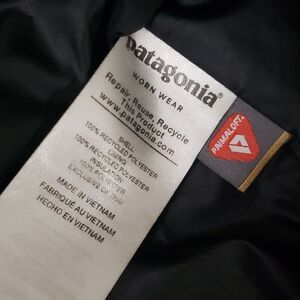 patagonia®
WORN WEAR
Repair, Reuse, Recycle
This Product
www.patagonia.com
SHELL
100% RECYCLED POLYESTER
LINING
100% RECYCLED POLYESTER
INSULATION
100% POLYESTER
EXCLUSIVE OF TRIM
MADE IN VIETNAM
FABRIQUÉ AU VIETNAM
HECHO EN VIETNAM
PRIMALOFT